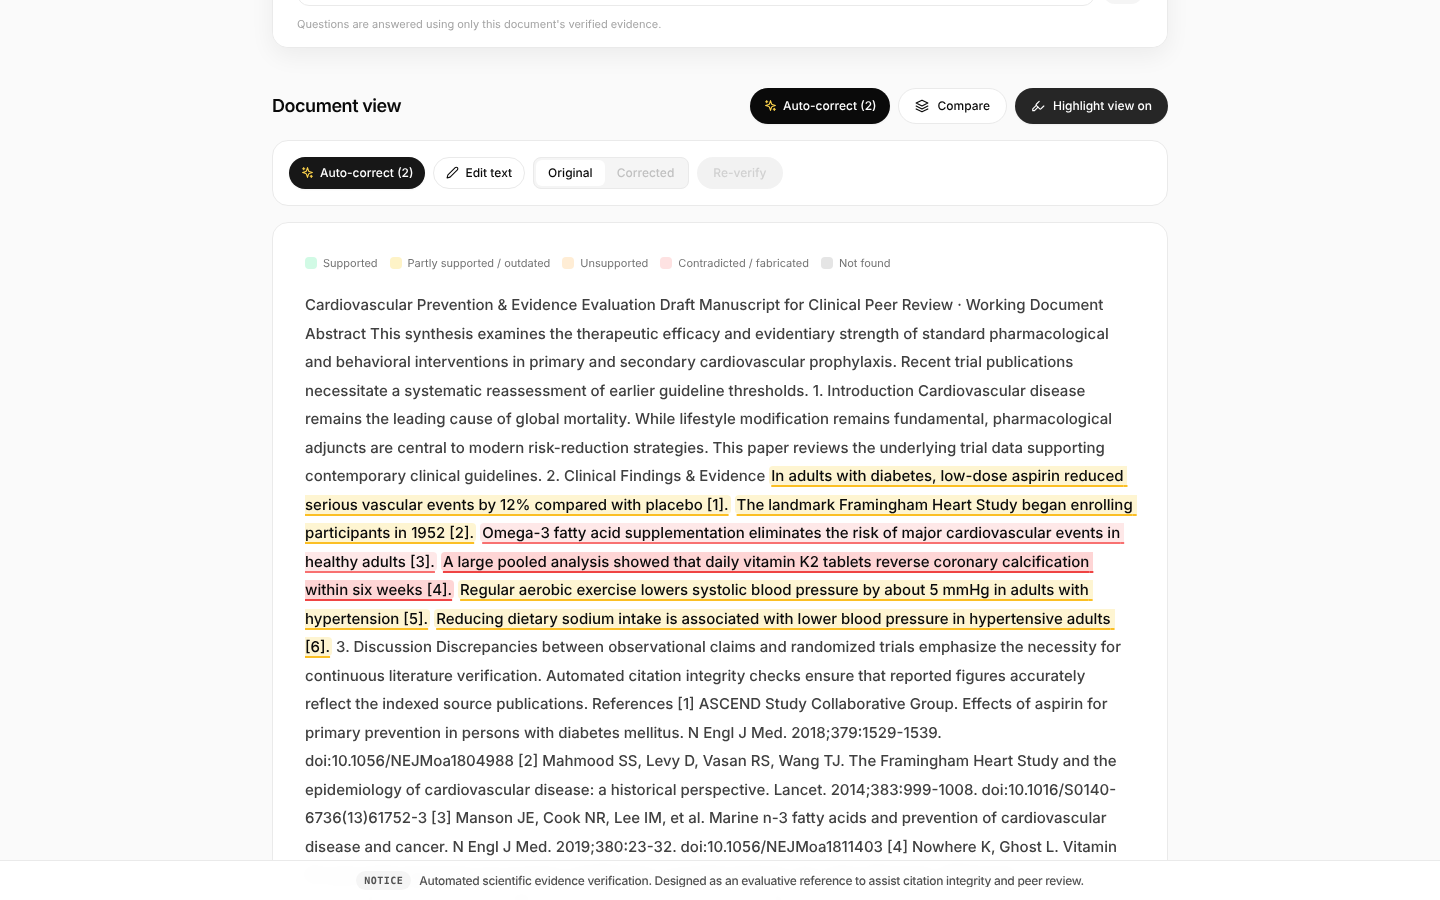 Questions are answered using only this document's verified evidence.
Document view
Auto-correct (2)
Compare
Highlight view on
Auto-correct (2)
Edit text
Original
Corrected
Re-verify
Supported
Partly supported / outdated
Unsupported
Contradicted / fabricated
Not found
Cardiovascular Prevention & Evidence Evaluation Draft Manuscript for Clinical Peer Review · Working Document
Abstract This synthesis examines the therapeutic efficacy and evidentiary strength of standard pharmacological
and behavioral interventions in primary and secondary cardiovascular prophylaxis. Recent trial publications
necessitate a systematic reassessment of earlier guideline thresholds. 1. Introduction Cardiovascular disease
remains the leading cause of global mortality. While lifestyle modification remains fundamental, pharmacological
adjuncts are central to modern risk-reduction strategies. This paper reviews the underlying trial data supporting
contemporary clinical guidelines. 2. Clinical Findings & Evidence In adults with diabetes, low-dose aspirin reduced
serious vascular events by 12% compared with placebo [1]. The landmark Framingham Heart Study began enrolling
participants in 1952 [2]. Omega-3 fatty acid supplementation eliminates the risk of major cardiovascular events in
healthy adults [3]. A large pooled analysis showed that daily vitamin K2 tablets reverse coronary calcification
within six weeks [4]. Regular aerobic exercise lowers systolic blood pressure by about 5 mmHg in adults with
hypertension [5]. Reducing dietary sodium intake is associated with lower blood pressure in hypertensive adults
[6]. 3. Discussion Discrepancies between observational claims and randomized trials emphasize the necessity for
continuous literature verification. Automated citation integrity checks ensure that reported figures accurately
reflect the indexed source publications. References [1] ASCEND Study Collaborative Group. Effects of aspirin for
primary prevention in persons with diabetes mellitus. N Engl J Med. 2018;379:1529-1539.
doi:10.1056/NEJMoa1804988 [2] Mahmood SS, Levy D, Vasan RS, Wang TJ. The Framingham Heart Study and the
epidemiology of cardiovascular disease: a historical perspective. Lancet. 2014;383:999-1008. doi:10.1016/S0140-
6736(13)61752-3 [3] Manson JE, Cook NR, Lee IM, et al. Marine n-3 fatty acids and prevention of cardiovascular
disease and cancer. N Engl J Med. 2019;380:23-32. doi:10.1056/NEJMoa1811403 [4] Nowhere K, Ghost L. Vitamin
NOTICE Automated scientific evidence verification. Designed as an evaluative reference to assist citation integrity and peer review.